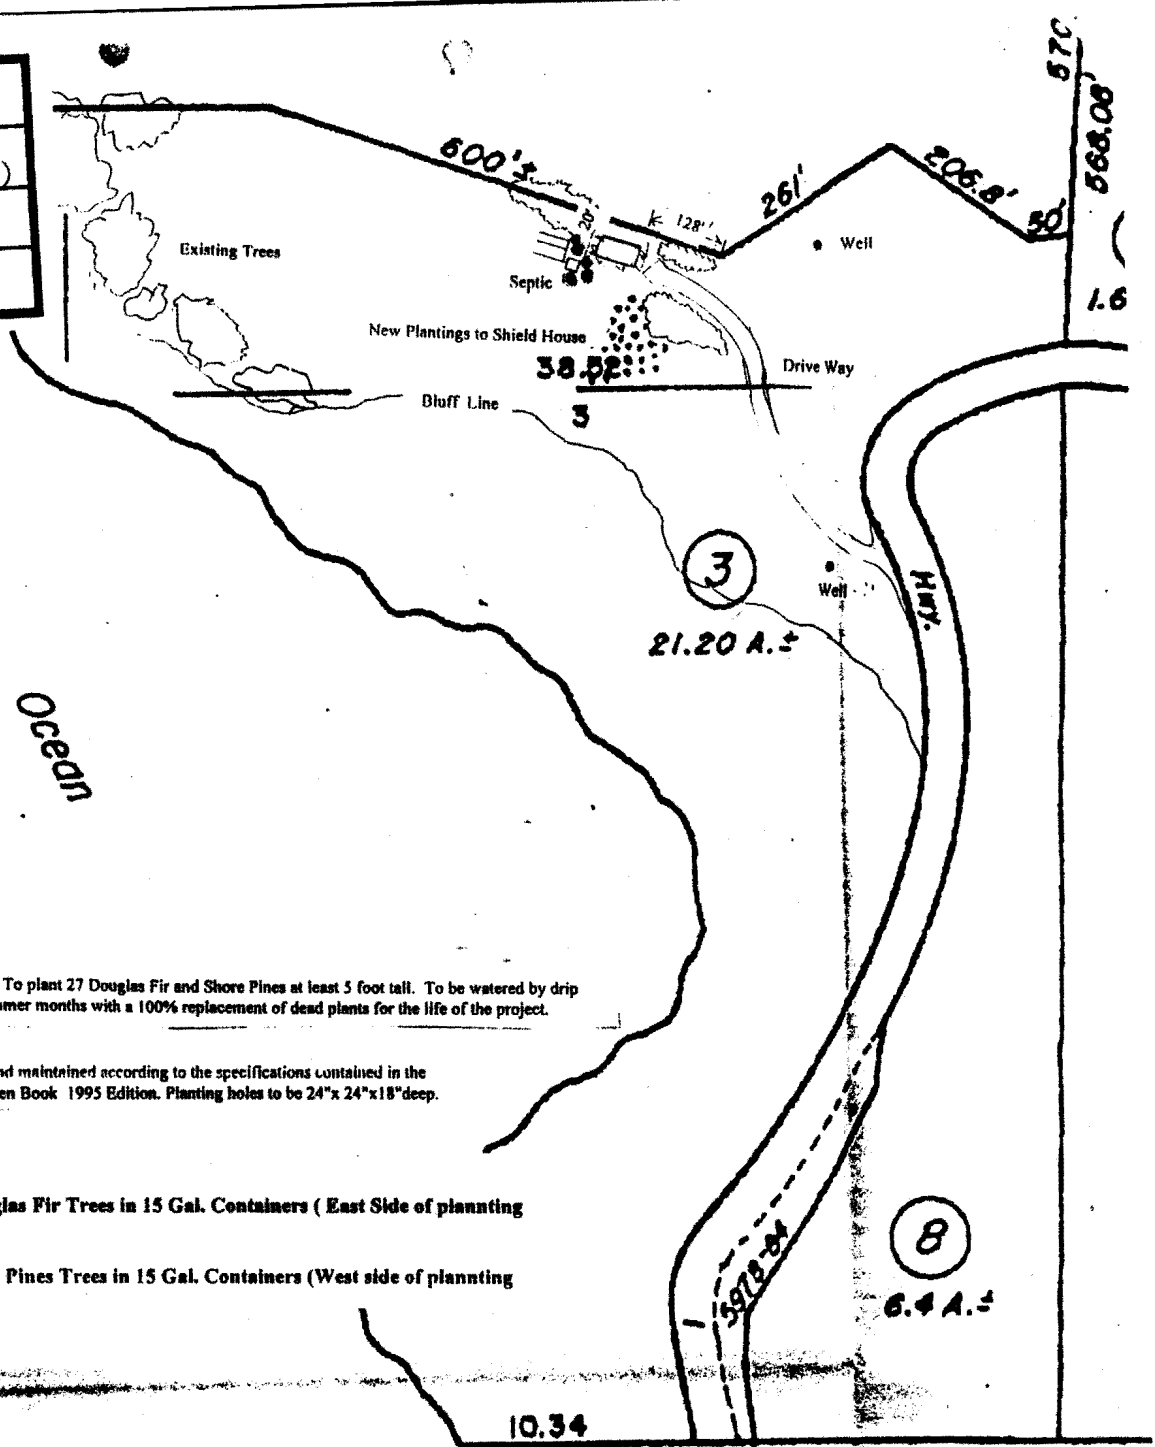 570
568.08'
600'±
261'
206.8'
50'
128'
20'
Well
1.6
Existing Trees
Septic
New Plantings to Shield House
38.52
3
Drive Way
Bluff Line
3
21.20 A.±
Well
Hwy.
Ocean
To plant 27 Douglas Fir and Shore Pines at least 5 foot tall. To be watered by drip
mer months with a 100% replacement of dead plants for the life of the project.
nd maintained according to the specifications contained in the
en Book 1995 Edition. Planting holes to be 24"x 24"x18"deep.
glas Fir Trees in 15 Gal. Containers ( East Side of plannting
Pines Trees in 15 Gal. Containers (West side of plannting
8
6.4 A.±
1
10.34